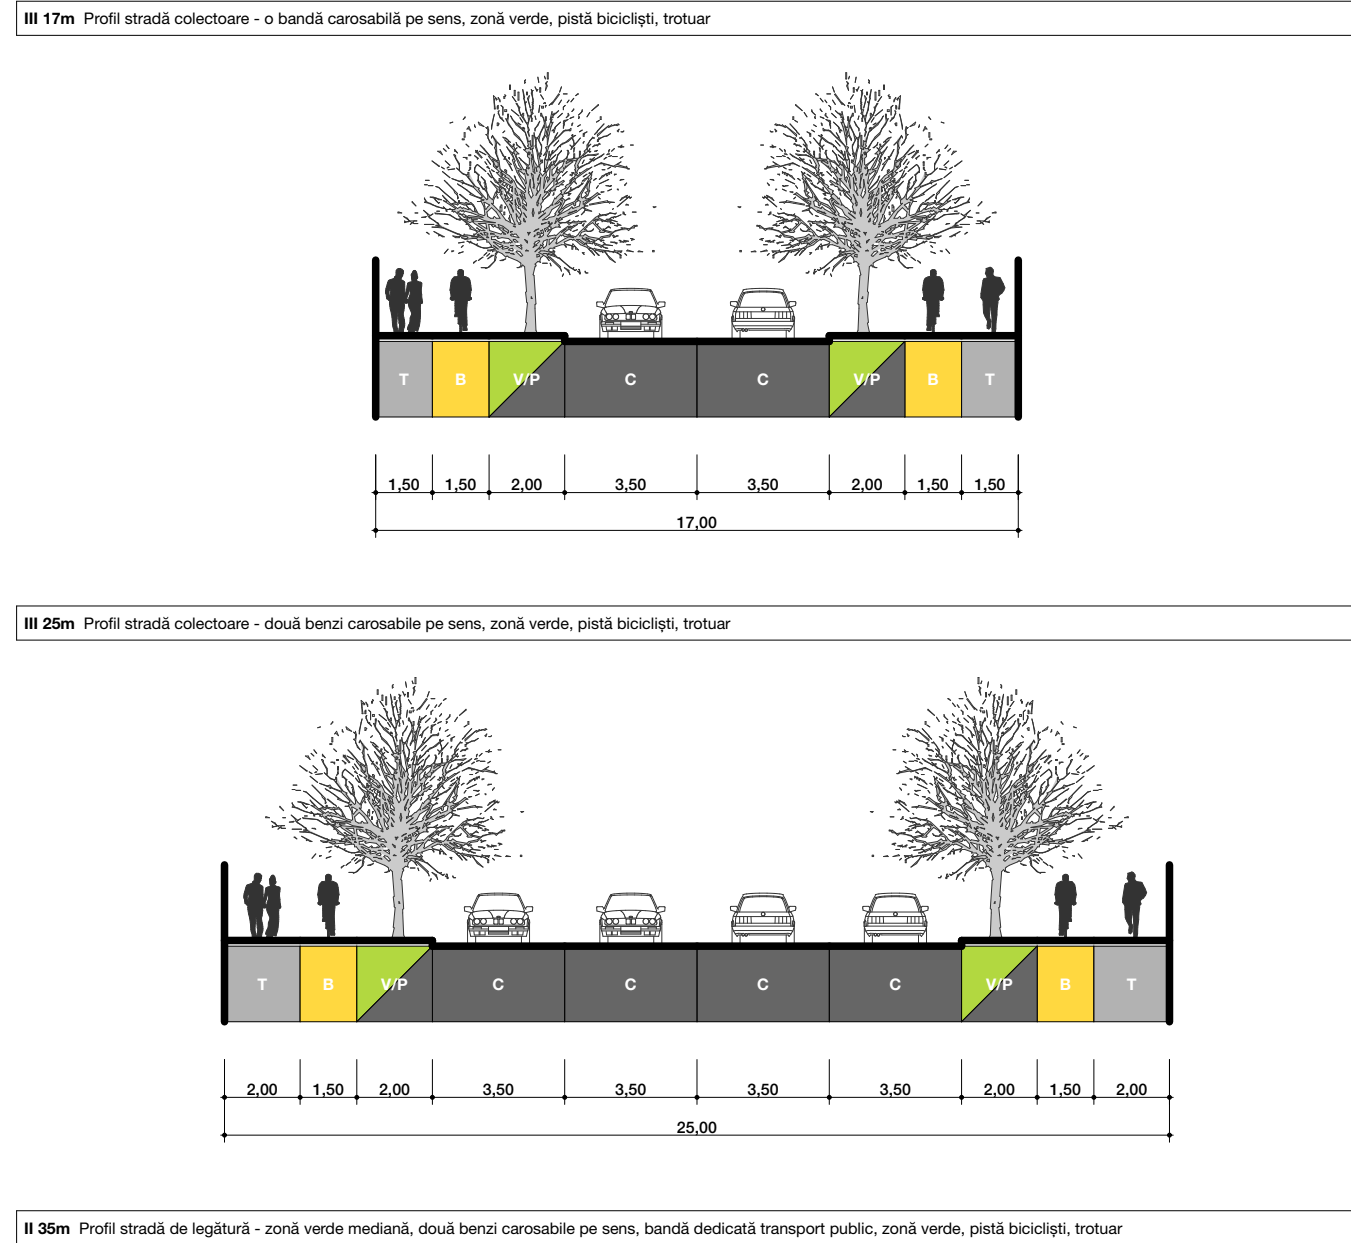 III 17m Profil stradă colectoare - o bandă carosabilă pe sens, zonă verde, pistă bicicliști, trotuar
T B V/P C C V/P B T
1,50 1,50 2,00 3,50 3,50 2,00 1,50 1,50
17,00
III 25m Profil stradă colectoare - două benzi carosabile pe sens, zonă verde, pistă bicicliști, trotuar
T B V/P C C C C V/P B T
2,00 1,50 2,00 3,50 3,50 3,50 3,50 2,00 1,50 2,00
25,00
II 35m Profil stradă de legătură - zonă verde mediană, două benzi carosabile pe sens, bandă dedicată transport public, zonă verde, pistă bicicliști, trotuar